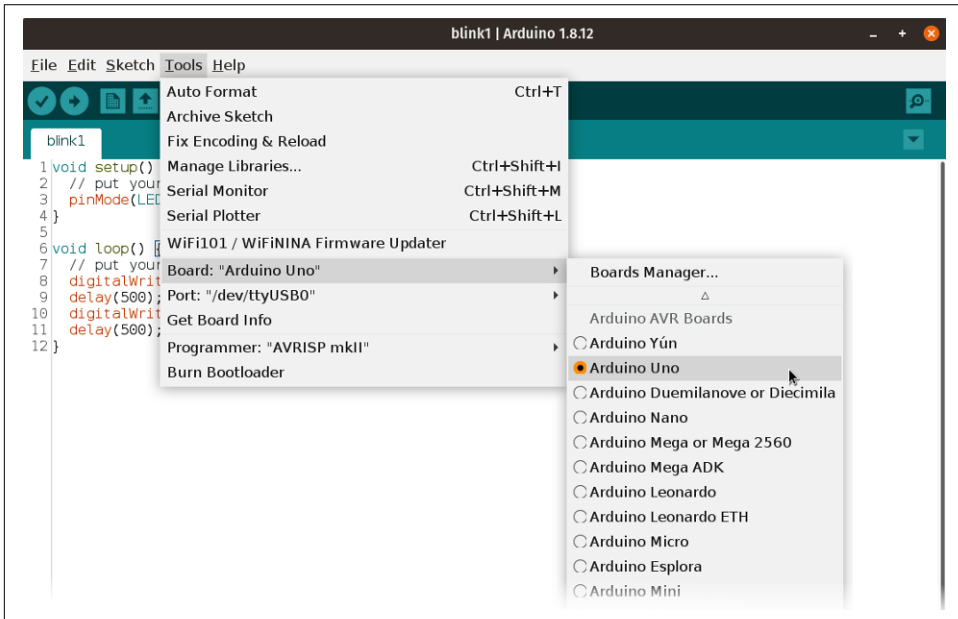 blink1 | Arduino 1.8.12
File Edit Sketch Tools Help
blink1
1 void setup()
2 // put your
3 pinMode(LED
4 }
5
6 void loop() {
7 // put your
8 digitalWrit
9 delay(500);
10 digitalWrit
11 delay(500);
12 }
Auto Format Ctrl+T
Archive Sketch
Fix Encoding & Reload
Manage Libraries... Ctrl+Shift+I
Serial Monitor Ctrl+Shift+M
Serial Plotter Ctrl+Shift+L
WiFi101 / WiFiNINA Firmware Updater
Board: "Arduino Uno"
Port: "/dev/ttyUSB0"
Get Board Info
Programmer: "AVRISP mkII"
Burn Bootloader
Boards Manager...
Arduino AVR Boards
Arduino Yún
Arduino Uno
Arduino Duemilanove or Diecimila
Arduino Nano
Arduino Mega or Mega 2560
Arduino Mega ADK
Arduino Leonardo
Arduino Leonardo ETH
Arduino Micro
Arduino Esplora
Arduino Mini